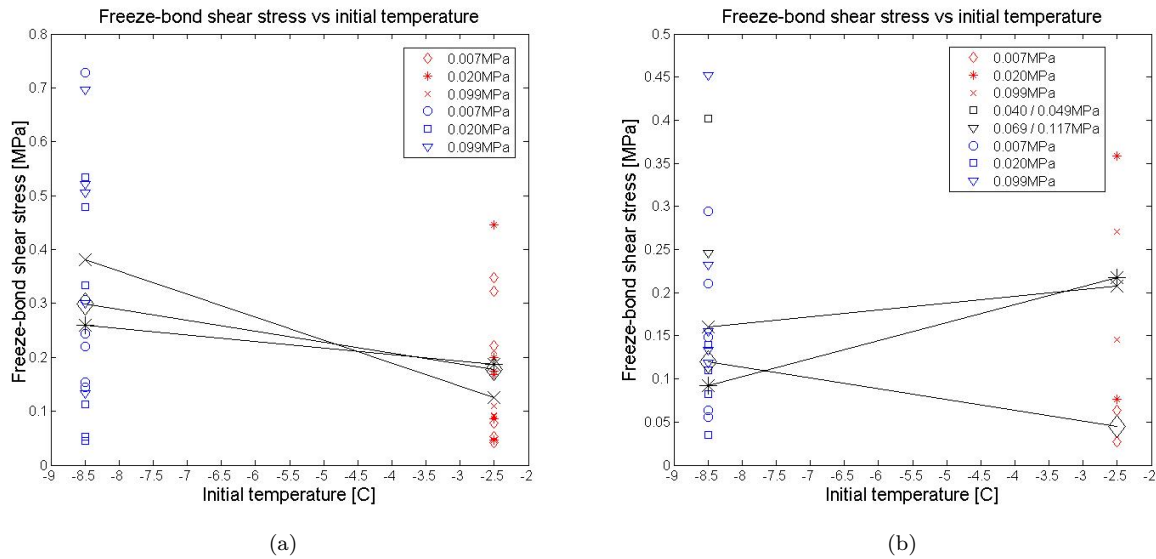 Freeze-bond shear stress vs initial temperature
0.8
0.7
0.6
0.5
0.4
0.3
0.2
0.1
0
Freeze-bond shear stress [MPa]
0.007MPa
0.020MPa
0.099MPa
0.007MPa
0.020MPa
0.099MPa
-9 -8.5 -8 -7.5 -7 -6.5 -6 -5.5 -5 -4.5 -4 -3.5 -3 -2.5 -2
Initial temperature [C]
(a)
Freeze-bond shear stress vs initial temperature
0.5
0.45
0.4
0.35
0.3
0.25
0.2
0.15
0.1
0.05
0
Freeze-bond shear stress [MPa]
0.007MPa
0.020MPa
0.099MPa
0.040 / 0.049MPa
0.069 / 0.117MPa
0.007MPa
0.020MPa
0.099MPa
-9 -8.5 -8 -7.5 -7 -6.5 -6 -5.5 -5 -4.5 -4 -3.5 -3 -2.5 -2
Initial temperature [C]
(b)